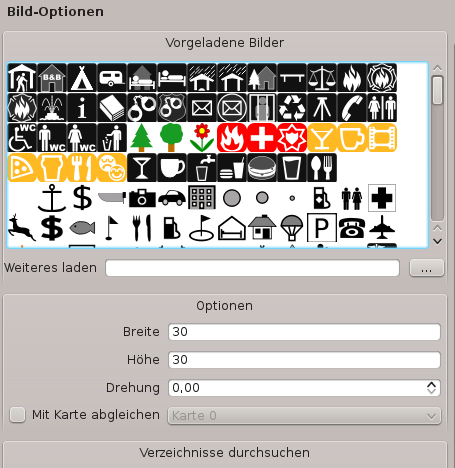 Bild-Optionen
Vorgeladene Bilder
B&B
i
WC
WC
WC
$
$
P
Weiteres laden
...
Optionen
Breite
30
Höhe
30
Drehung
0,00
Mit Karte abgleichen
Karte 0
Verzeichnisse durchsuchen